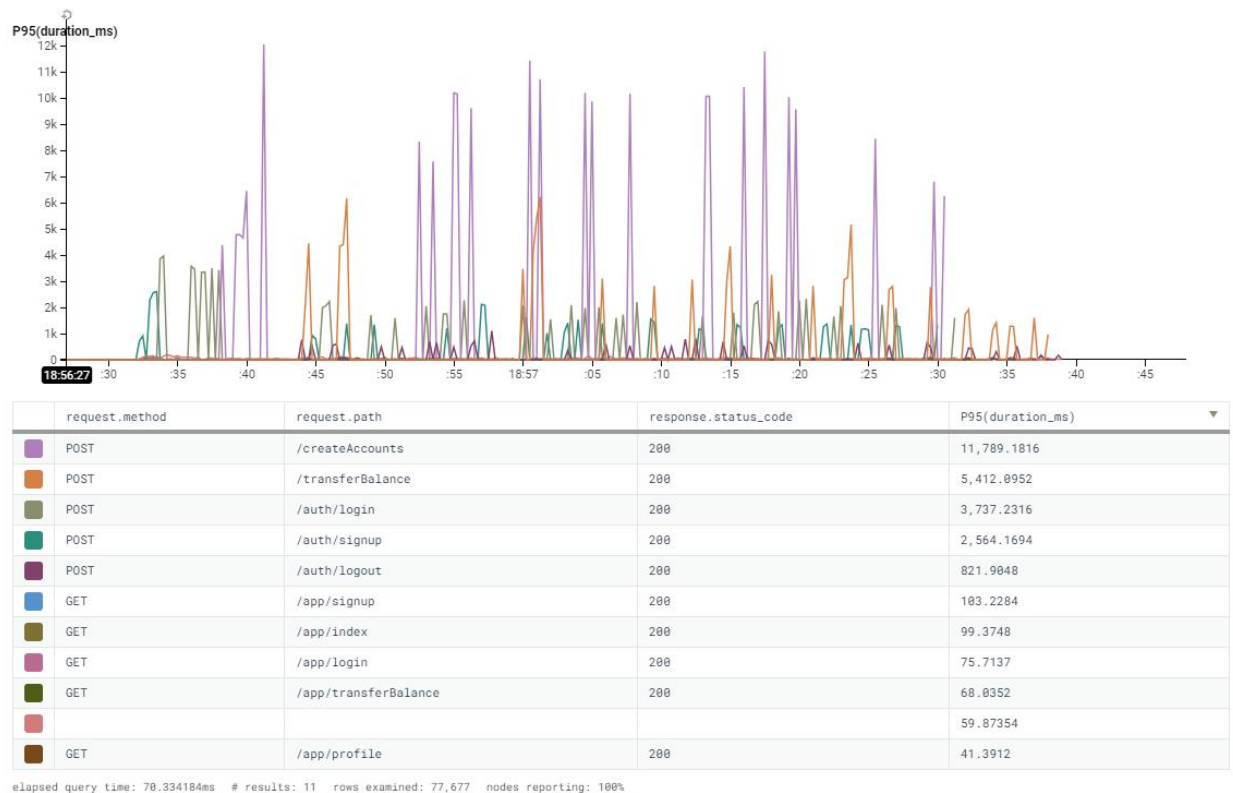 P95(duration_ms)
12k
11k
10k
9k
8k
7k
6k
5k
4k
3k
2k
1k
0
18:56:27 :30 :35 :40 :45 :50 :55 18:57 :05 :10 :15 :20 :25 :30 :35 :40 :45
request.method request.path response.status_code P95(duration_ms)
POST /createAccounts 200 11,789.1816
POST /transferBalance 200 5,412.0952
POST /auth/login 200 3,737.2316
POST /auth/signup 200 2,564.1694
POST /auth/logout 200 821.9048
GET /app/signup 200 103.2284
GET /app/index 200 99.3748
GET /app/login 200 75.7137
GET /app/transferBalance 200 68.0352
59.87354
GET /app/profile 200 41.3912
elapsed query time: 70.334184ms # results: 11 rows examined: 77,677 nodes reporting: 100%